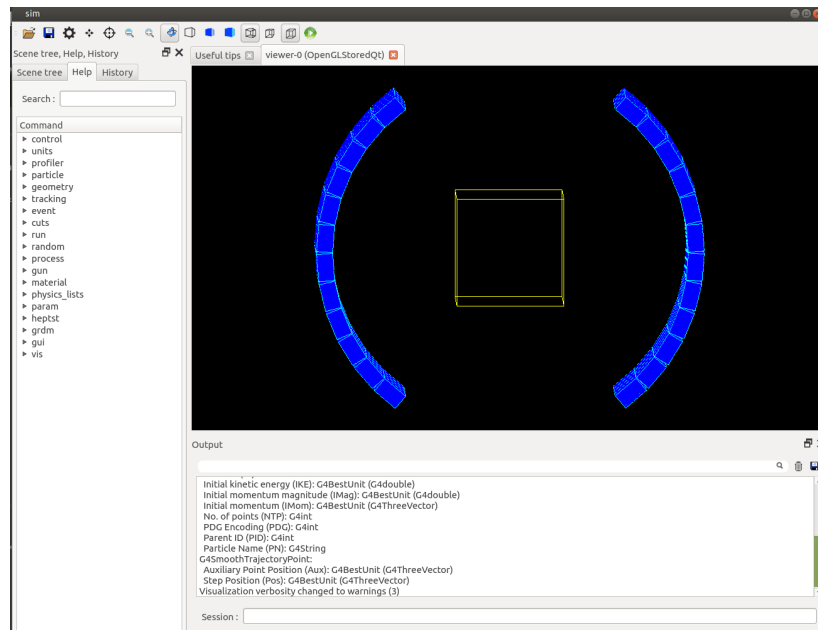 sim
Scene tree, Help, History
Useful tips
viewer-0 (OpenGLStoredQt)
Scene tree
Help
History
Search :
Command
control
units
profiler
particle
geometry
tracking
event
cuts
run
random
process
gun
material
physics_lists
param
heptst
grdm
gui
vis
Output
Initial kinetic energy (IKE): G4BestUnit (G4double)
Initial momentum magnitude (IMag): G4BestUnit (G4double)
Initial momentum (IMom): G4BestUnit (G4ThreeVector)
No. of points (NTP): G4int
PDG Encoding (PDG): G4int
Parent ID (PID): G4int
Particle Name (PN): G4String
G4SmoothTrajectoryPoint:
Auxiliary Point Position (Aux): G4BestUnit (G4ThreeVector)
Step Position (Pos): G4BestUnit (G4ThreeVector)
Visualization verbosity changed to warnings (3)
Session :